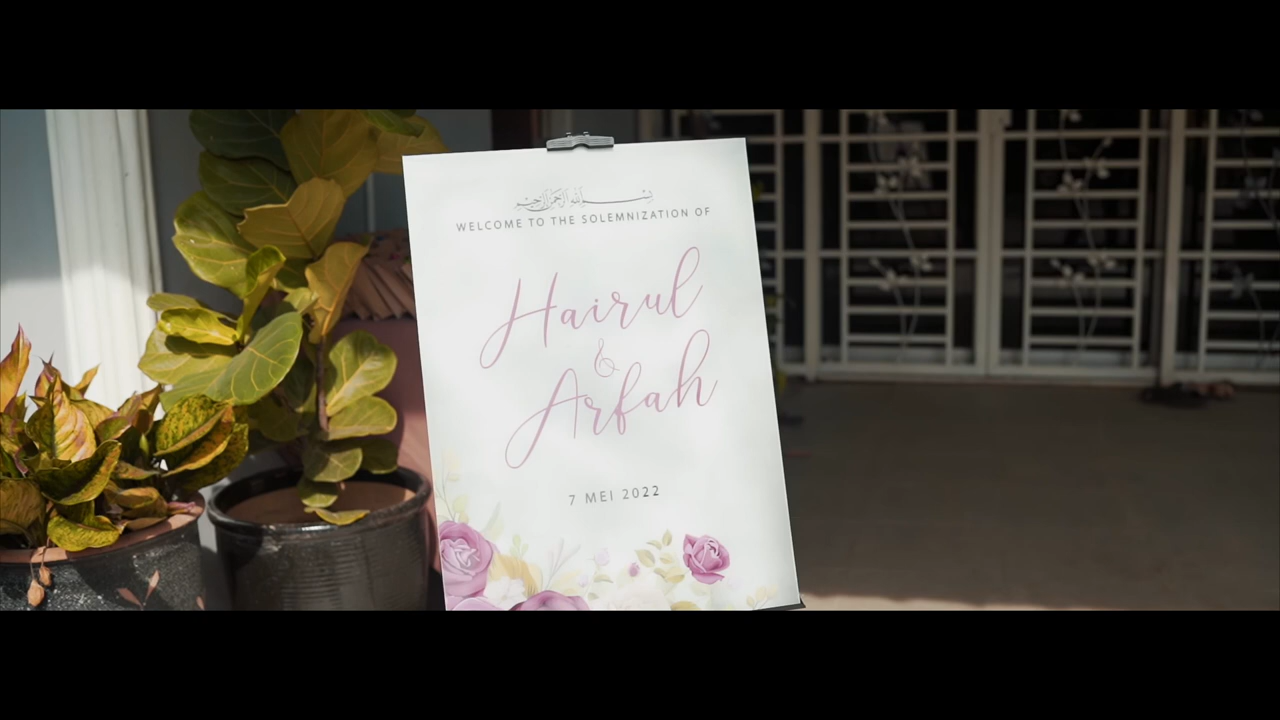 بسم الله الرحمن الرحيم
WELCOME TO THE SOLEMNIZATION OF
Hairul
&
Arfah
7 MEI 2022